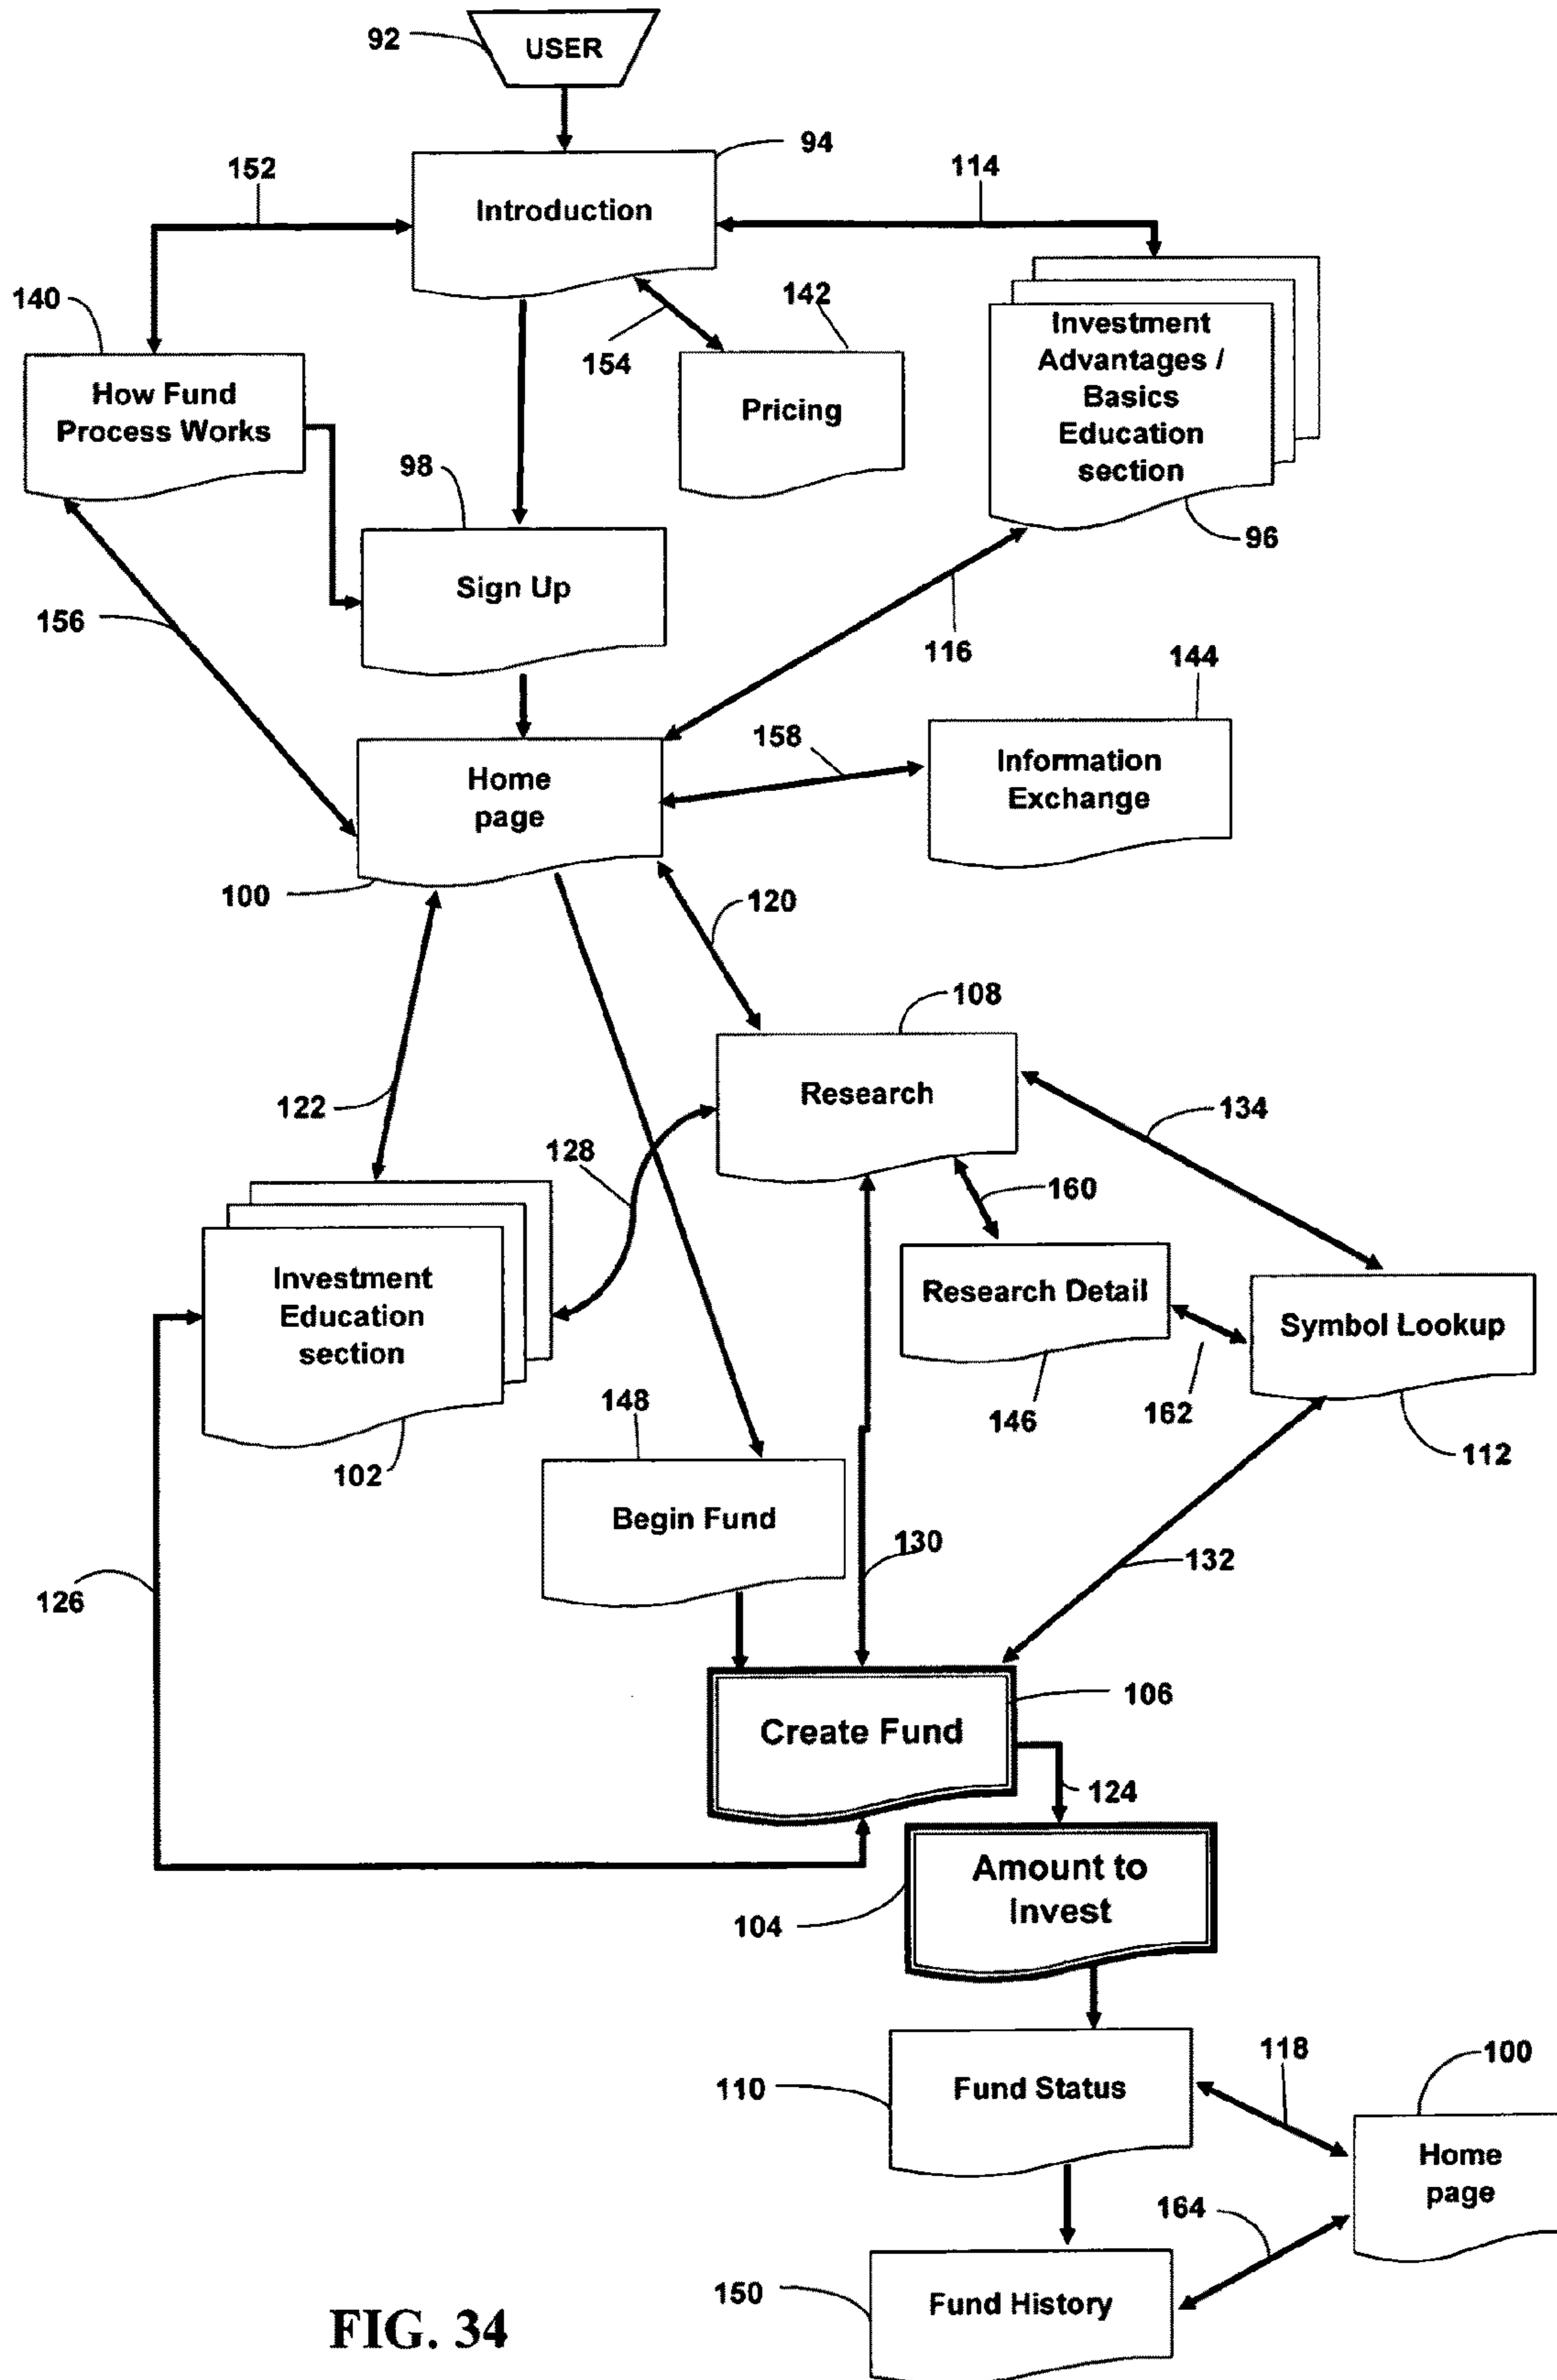 92
USER
94
152
114
Introduction
140
142
154
Investment
Advantages /
Basics
Education
section
How Fund
Process Works
Pricing
98
96
Sign Up
156
116
144
158
Home
page
Information
Exchange
100
120
108
Research
122
134
128
160
Investment
Education
section
Research Detail
Symbol Lookup
148
146
162
112
102
Begin Fund
130
132
126
106
Create Fund
124
Amount to
Invest
104
118
100
110
Fund Status
Home
page
164
150
Fund History
FIG. 34